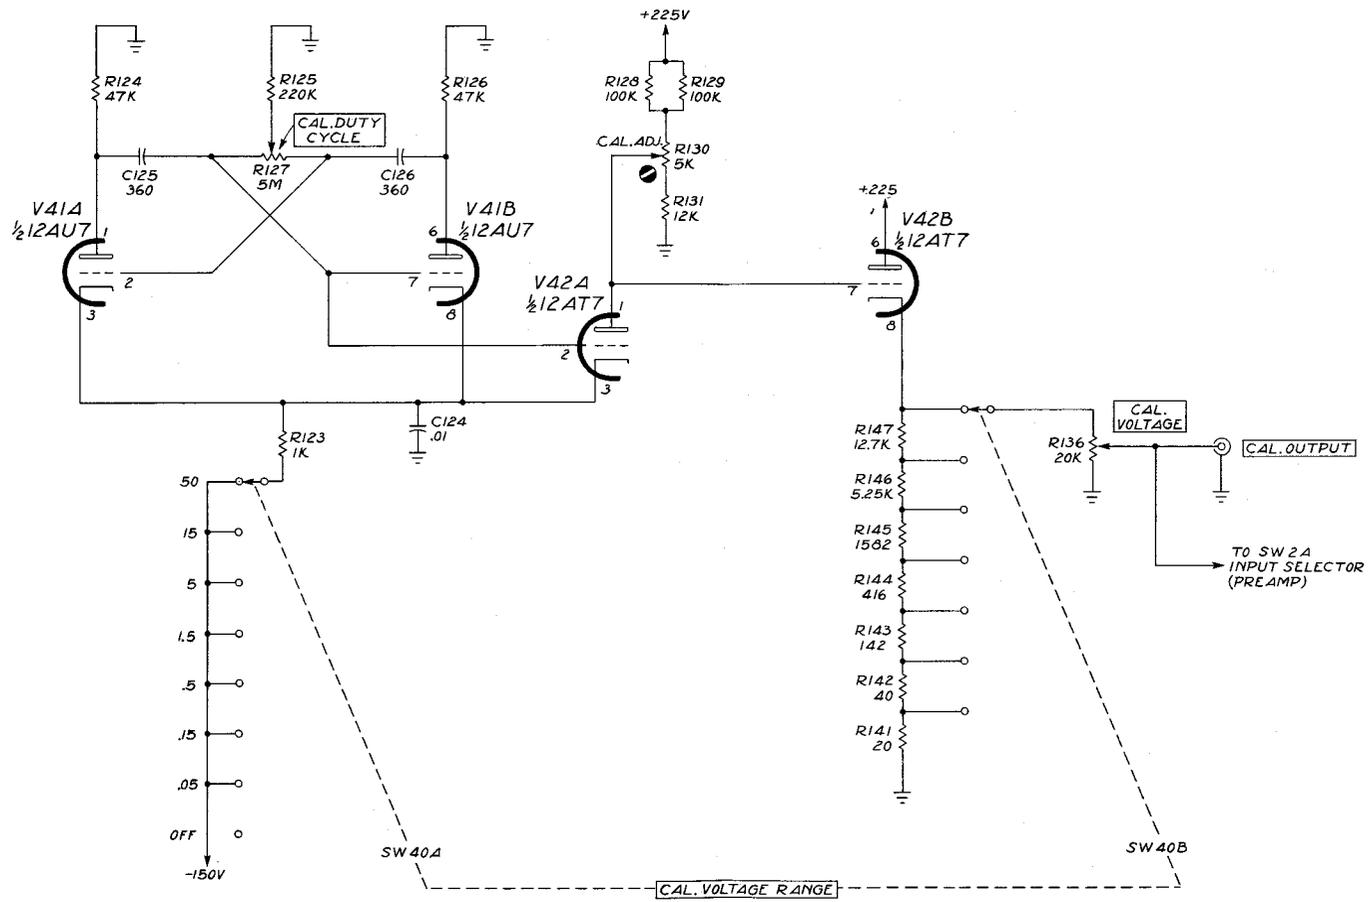 +225V
R124
47K
R125
220K
R126
47K
R128
100K
R129
100K
CAL. DUTY
CYCLE
C125
360
R127
5M
C126
360
CAL.ADJ.
R130
5K
R131
12K
V41A
½12AU7
1
2
3
V41B
½12AU7
6
7
8
V42A
½12AT7
1
2
3
+225
V42B
½12AT7
6
7
8
R123
1K
C124
.01
R147
12.7K
R146
5.25K
R145
1582
R144
416
R143
142
R142
40
R141
20
CAL.
VOLTAGE
R136
20K
CAL. OUTPUT
TO SW 2A
INPUT SELECTOR
(PREAMP)
50
15
5
1.5
.5
.15
.05
OFF
-150V
SW 40A
SW 40B
CAL. VOLTAGE RANGE